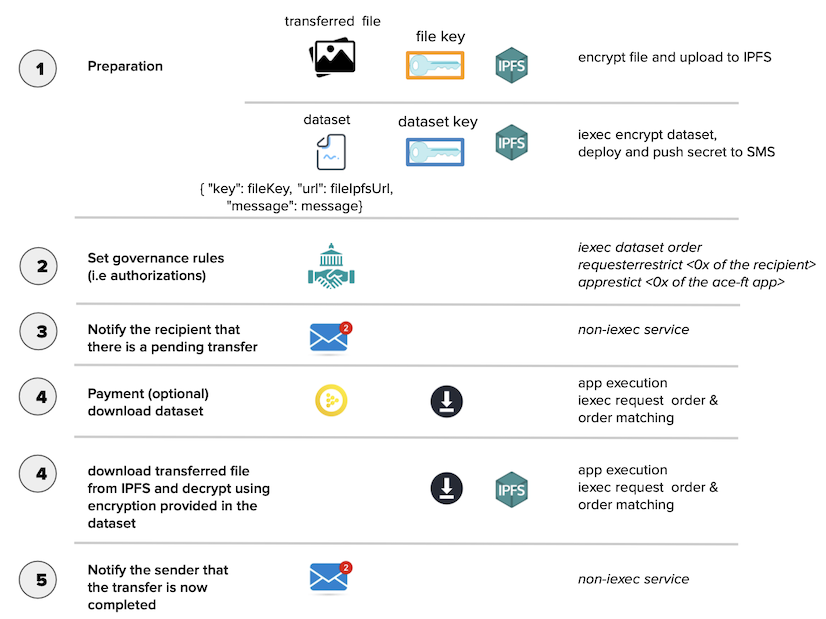 transferred file
file key
1
Preparation
IPFS
encrypt file and upload to IPFS
dataset
dataset key
IPFS
iexec encrypt dataset,
deploy and push secret to SMS
{ "key": fileKey, "url": fileIpfsUrl,
"message": message}
2
Set governance rules
(i.e authorizations)
iexec dataset order
requesterrestrict <0x of the recipient>
apprestict <0x of the ace-ft app>
3
Notify the recipient that
there is a pending transfer
2
non-iexec service
4
Payment (optional)
download dataset
app execution
iexec request order &
order matching
4
download transferred file
from IPFS and decrypt using
encryption provided in the
dataset
IPFS
app execution
iexec request order &
order matching
5
Notify the sender that
the transfer is now
completed
2
non-iexec service